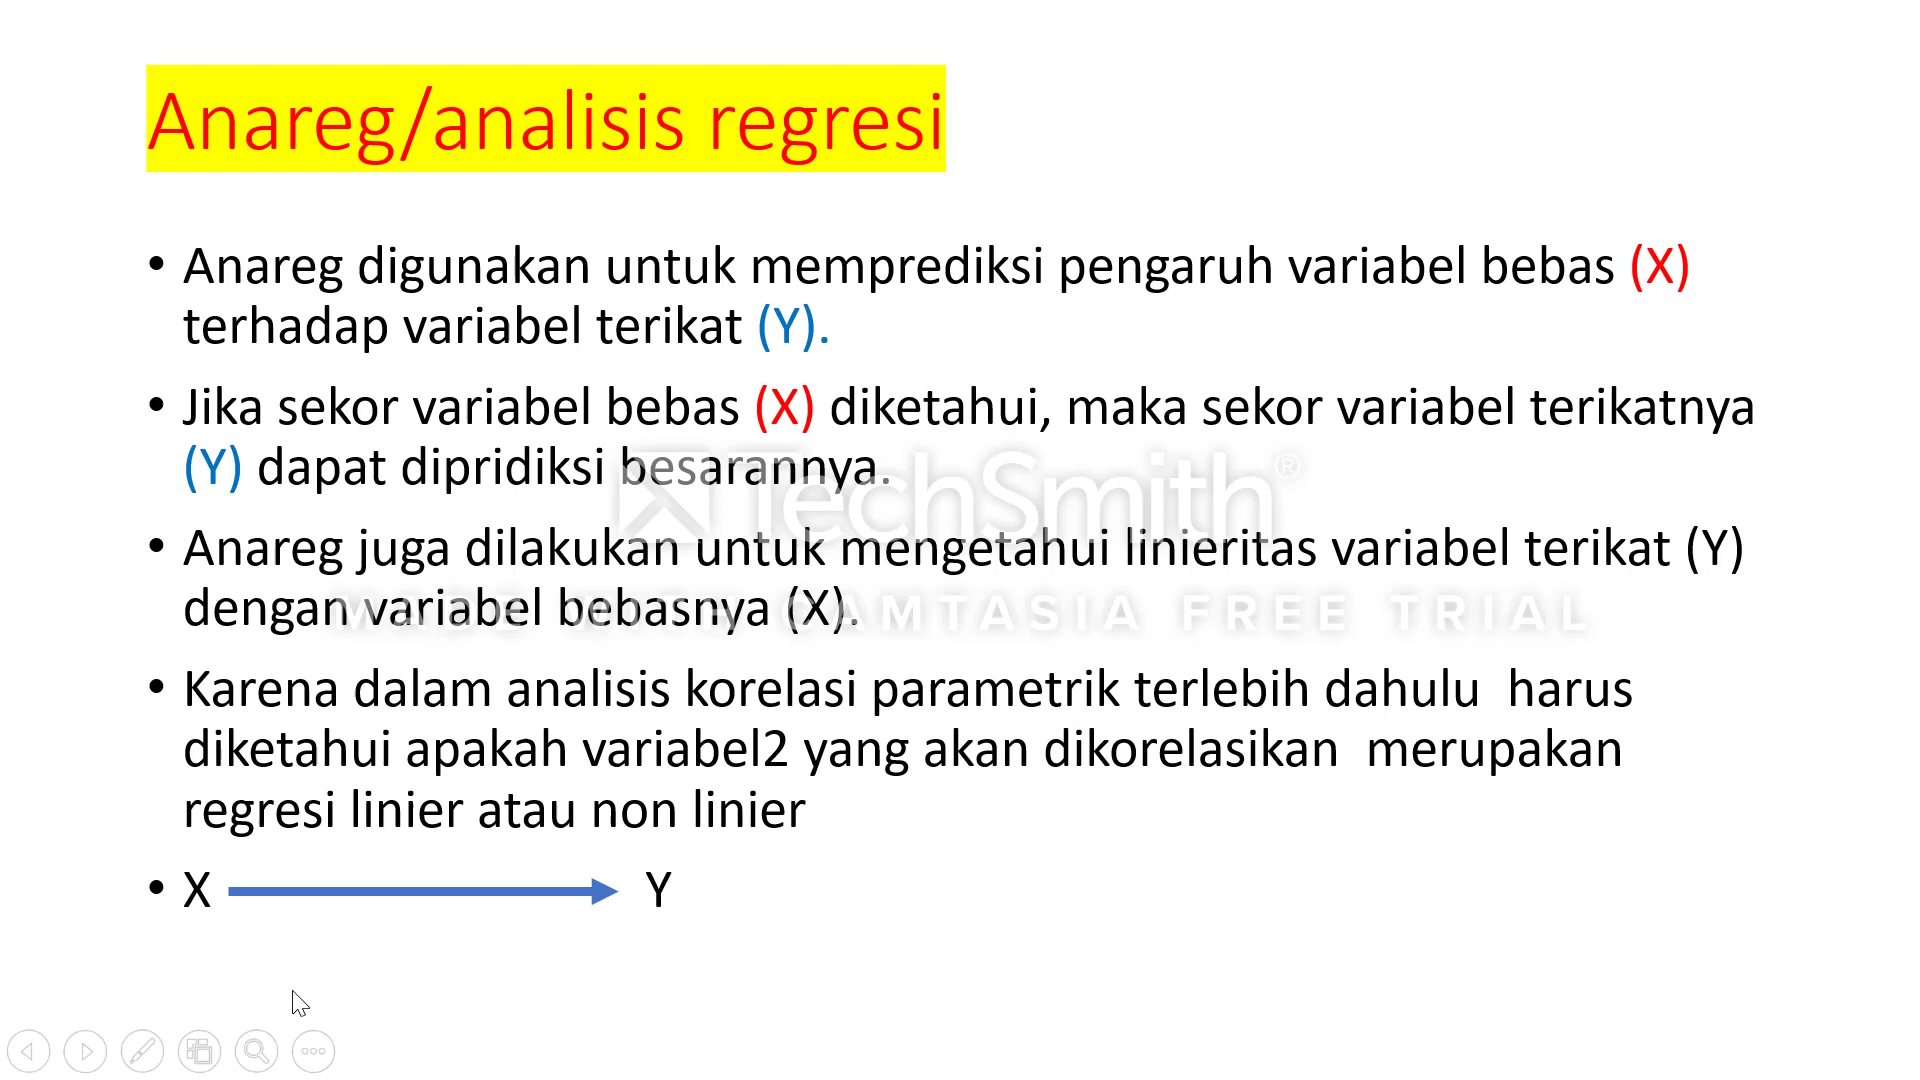 Anareg/analisis regresi
• Anareg digunakan untuk memprediksi pengaruh variabel bebas (X)
terhadap variabel terikat (Y).
• Jika sekor variabel bebas (X) diketahui, maka sekor variabel terikatnya
(Y) dapat dipridiksi besarannya.
TechSmith®
• Anareg juga dilakukan untuk mengetahui linieritas variabel terikat (Y)
dengan variabel bebasnya (X).
MADE WITH CAMTASIA FREE TRIAL
• Karena dalam analisis korelasi parametrik terlebih dahulu harus
diketahui apakah variabel2 yang akan dikorelasikan merupakan
regresi linier atau non linier
• X Y